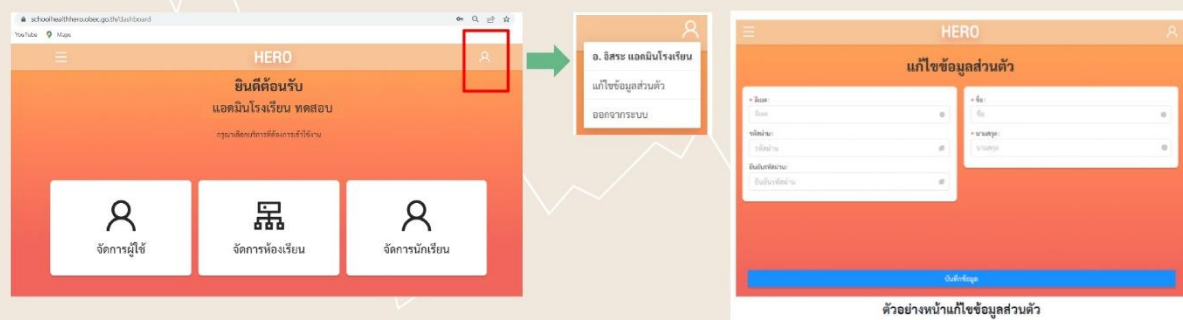 schoolhealthhero.obec.go.th/dashboard
YouTube
Maps
HERO
ยินดีต้อนรับ
แอดมินโรงเรียน ทดสอบ
กรุณาเลือกบริการที่ต้องการเข้าใช้งาน
จัดการผู้ใช้
จัดการห้องเรียน
จัดการนักเรียน
อ. อิสระ แอดมินโรงเรียน
แก้ไขข้อมูลส่วนตัว
ออกจากระบบ
HERO
แก้ไขข้อมูลส่วนตัว
* อีเมล :
อีเมล
รหัสผ่าน:
รหัสผ่าน
ยืนยันรหัสผ่าน:
ยืนยันรหัสผ่าน
* ชื่อ :
ชื่อ
* นามสกุล :
นามสกุล
บันทึกข้อมูล
ตัวอย่างหน้าแก้ไขข้อมูลส่วนตัว